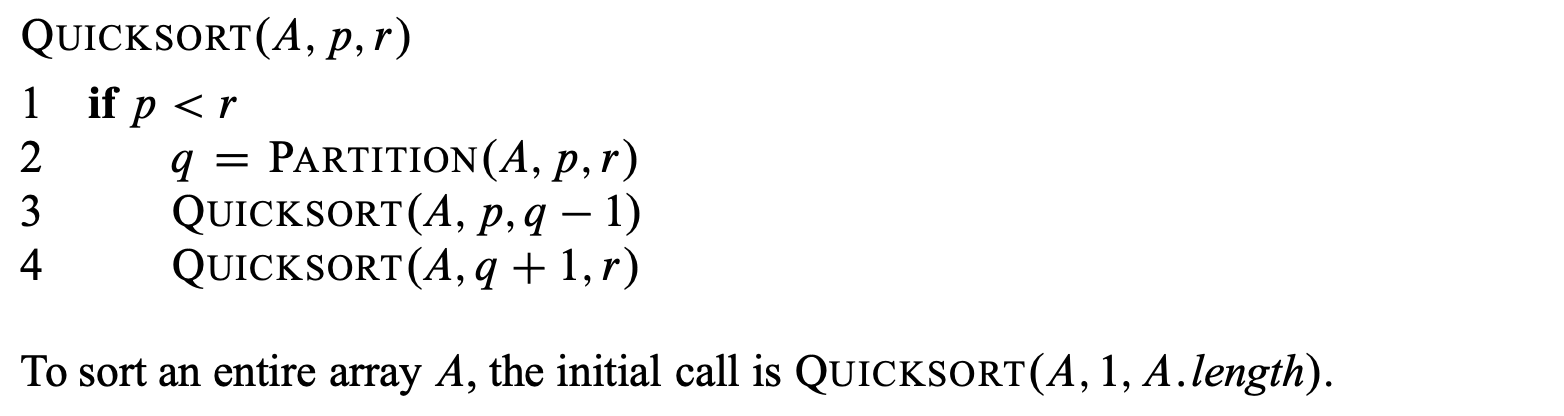 QUICKSORT(A, p, r)
1 if p < r
2 q = PARTITION(A, p, r)
3 QUICKSORT(A, p, q − 1)
4 QUICKSORT(A, q + 1, r)
To sort an entire array A, the initial call is QUICKSORT(A, 1, A.length).